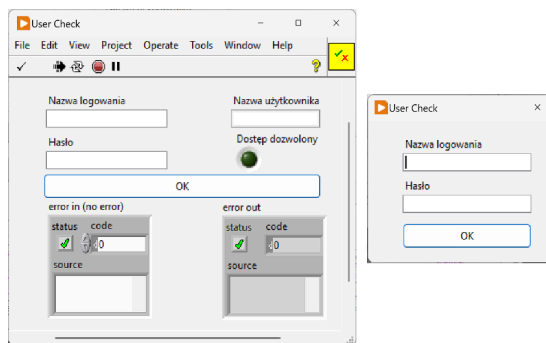 User Check
File Edit View Project Operate Tools Window Help
Nazwa logowania
Nazwa użytkownika
Hasło
Dostęp dozwolony
OK
error in (no error)
error out
status code
0
source
status code
0
source
User Check
Nazwa logowania
Hasło
OK